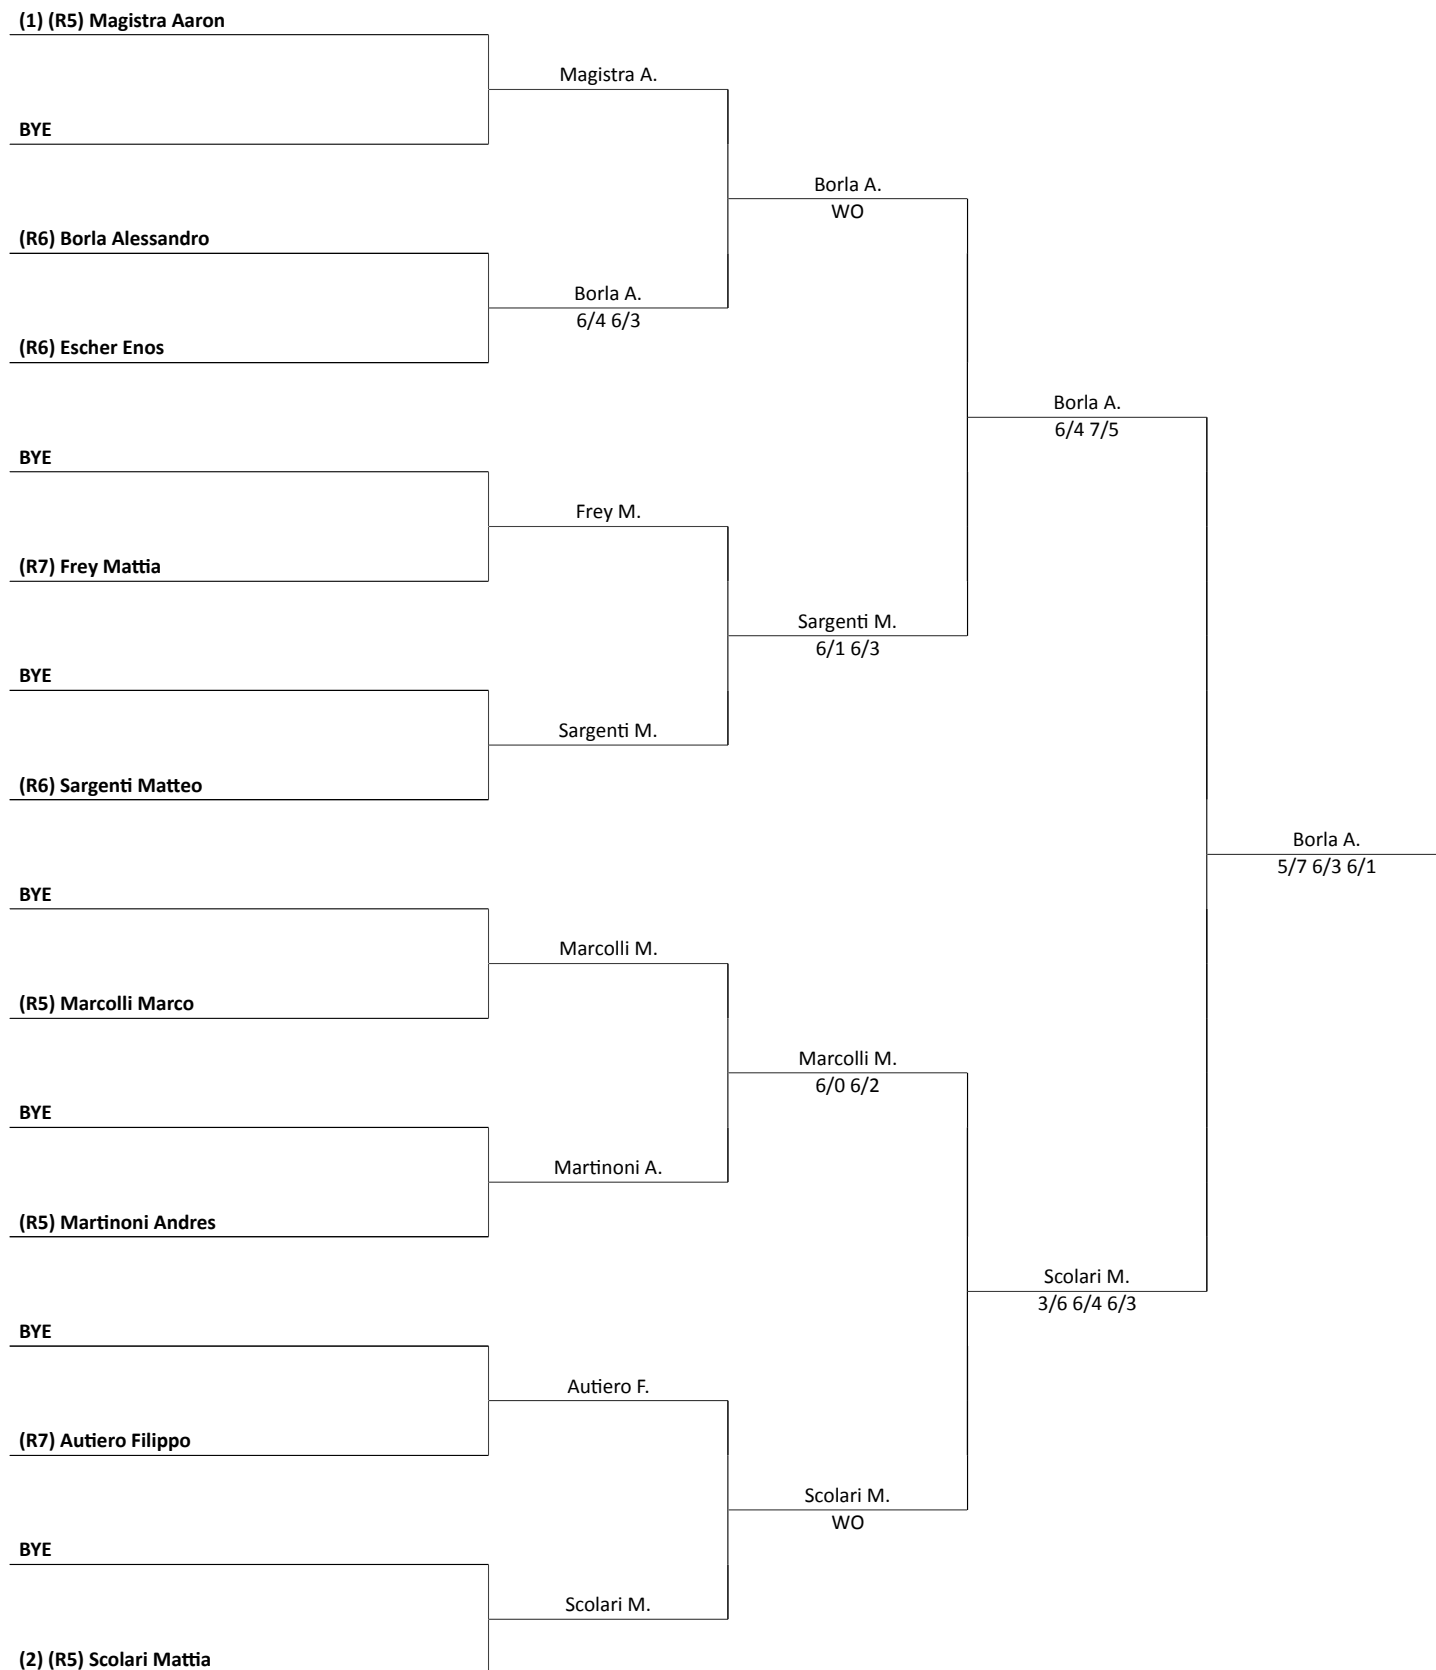 (1) (R5) Magistra Aaron
Magistra A.
BYE
Borla A.
WO
(R6) Borla Alessandro
Borla A.
6/4 6/3
(R6) Escher Enos
Borla A.
6/4 7/5
BYE
Frey M.
(R7) Frey Mattia
Sargenti M.
6/1 6/3
BYE
Sargenti M.
(R6) Sargenti Matteo
Borla A.
5/7 6/3 6/1
BYE
Marcolli M.
(R5) Marcolli Marco
Marcolli M.
6/0 6/2
BYE
Martinoni A.
(R5) Martinoni Andres
Scolari M.
3/6 6/4 6/3
BYE
Autiero F.
(R7) Autiero Filippo
Scolari M.
WO
BYE
Scolari M.
(2) (R5) Scolari Mattia